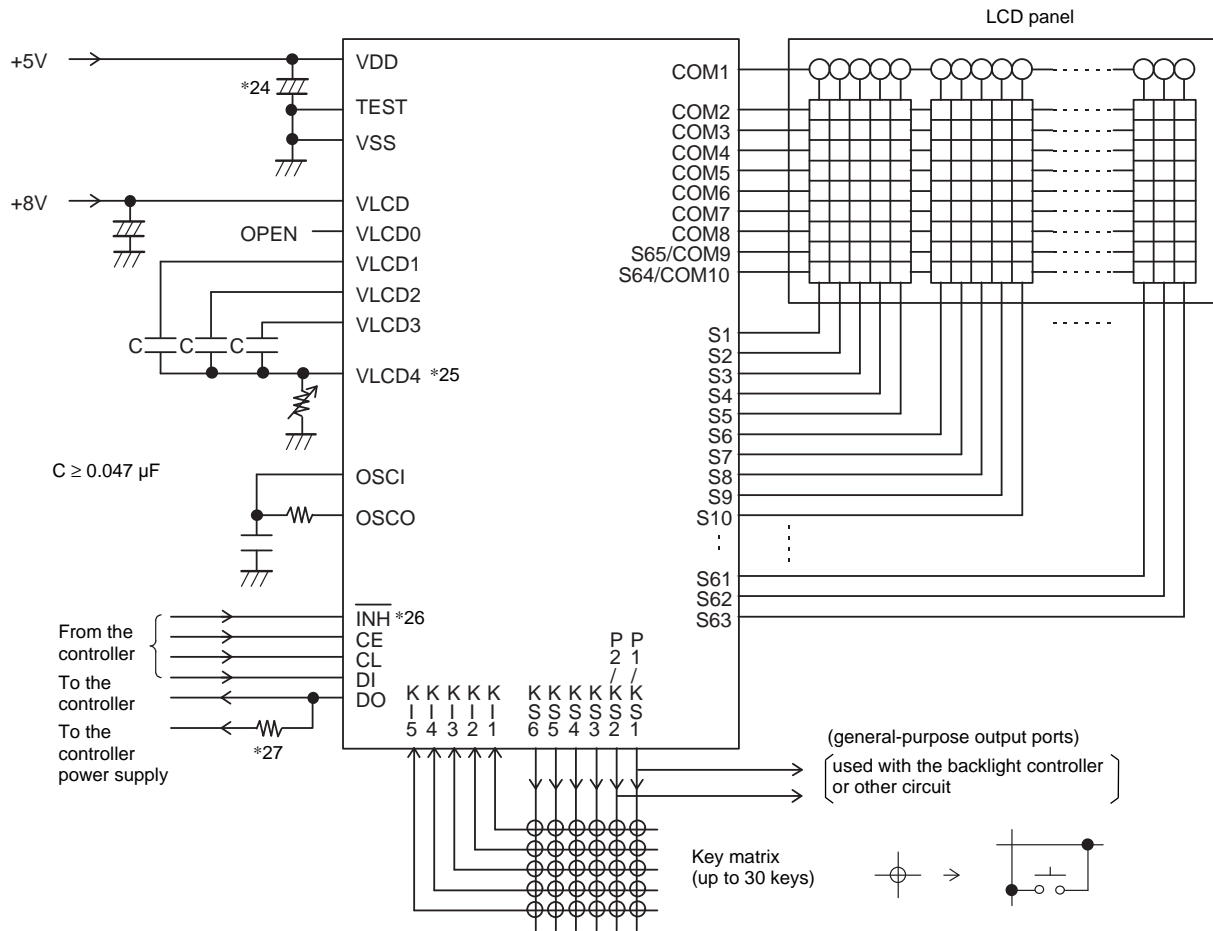 LCD panel
+5V
VDD
*24
TEST
VSS
+8V
VLCD
OPEN
VLCD0
VLCD1
VLCD2
VLCD3
C
C
C
VLCD4 *25
C ≥ 0.047 µF
OSCI
OSCO
From the
controller
INH *26
CE
CL
DI
To the
controller
DO
To the
controller
power supply
*27
COM1
COM2
COM3
COM4
COM5
COM6
COM7
COM8
S65/COM9
S64/COM10
S1
S2
S3
S4
S5
S6
S7
S8
S9
S10
S61
S62
S63
KI5
KI4
KI3
KI2
KI1
KS6
KS5
KS4
KS3
P2/KS2
P1/KS1
(general-purpose output ports)
used with the backlight controller
or other circuit
Key matrix
(up to 30 keys)